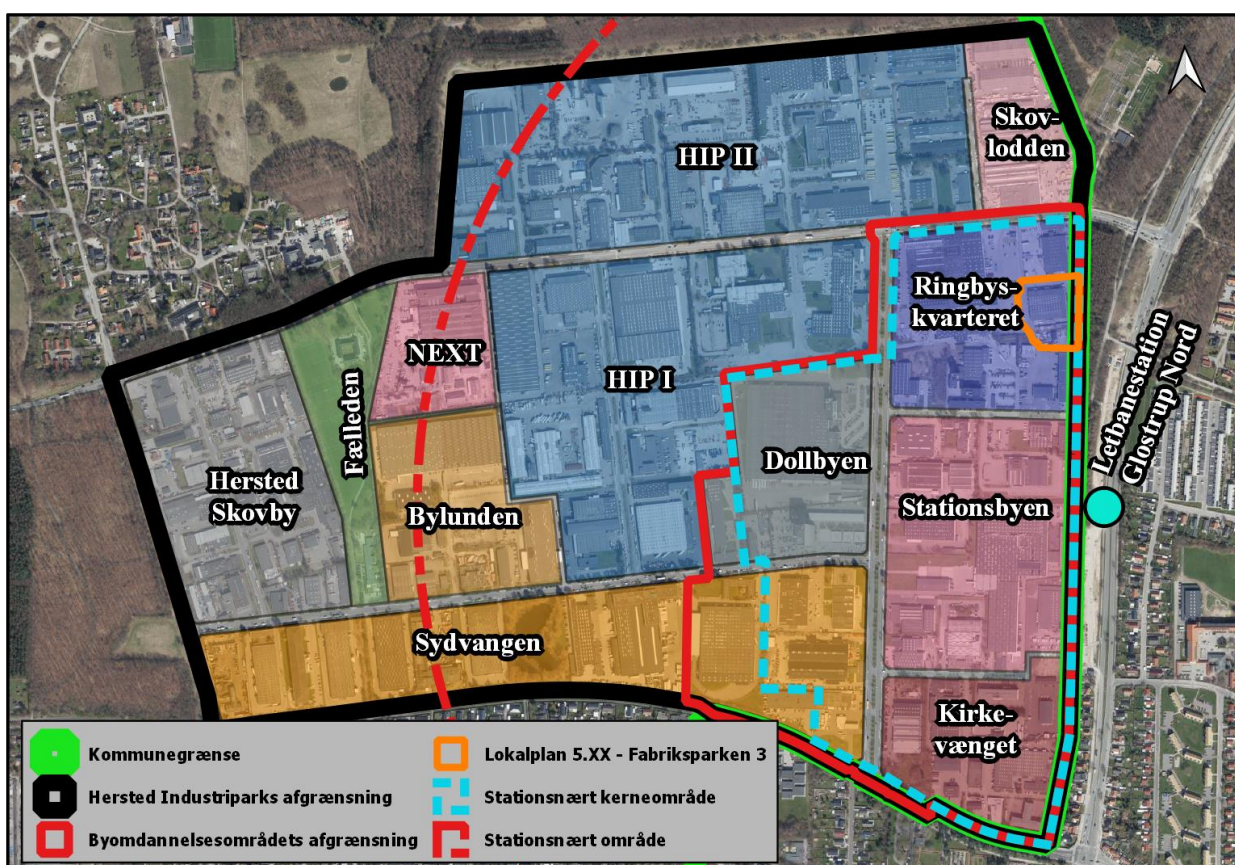 Skov-
lodden
HIP II
Ringbys-
kvarteret
NEXT
HIP I
Fælleden
Letbanestation
Glostrup Nord
Dollbyen
Hersted
Skovby
Bylunden
Stationsbyen
Sydvangen
Kirke-
vænget
Kommunegrænse
Hersted Industriparks afgrænsning
Byomdannelsesområdets afgrænsning
Lokalplan 5.XX - Fabriksparken 3
Stationsnært kerneområde
Stationsnært område